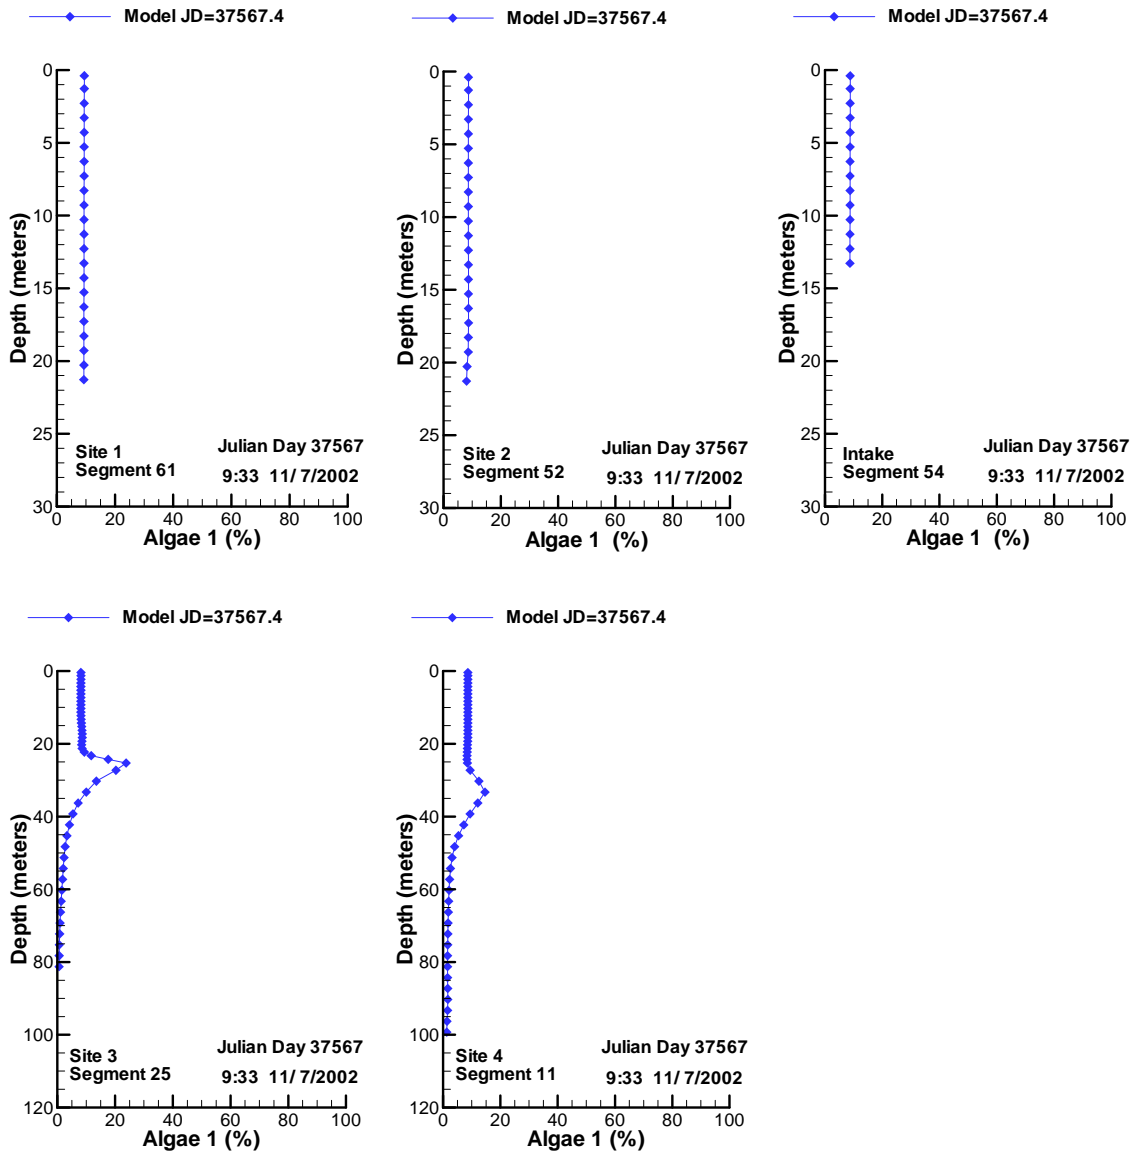 Model JD=37567.4
0
5
10
15
20
25
30
Depth (meters)
Site 1
Segment 61
Julian Day 37567
9:33 11/ 7/2002
0 20 40 60 80 100
Algae 1 (%)
Model JD=37567.4
0
5
10
15
20
25
30
Depth (meters)
Site 2
Segment 52
Julian Day 37567
9:33 11/ 7/2002
0 20 40 60 80 100
Algae 1 (%)
Model JD=37567.4
0
5
10
15
20
25
30
Depth (meters)
Intake
Segment 54
Julian Day 37567
9:33 11/ 7/2002
0 20 40 60 80 100
Algae 1 (%)
Model JD=37567.4
0
20
40
60
80
100
120
Depth (meters)
Site 3
Segment 25
Julian Day 37567
9:33 11/ 7/2002
0 20 40 60 80 100
Algae 1 (%)
Model JD=37567.4
0
20
40
60
80
100
120
Depth (meters)
Site 4
Segment 11
Julian Day 37567
9:33 11/ 7/2002
0 20 40 60 80 100
Algae 1 (%)